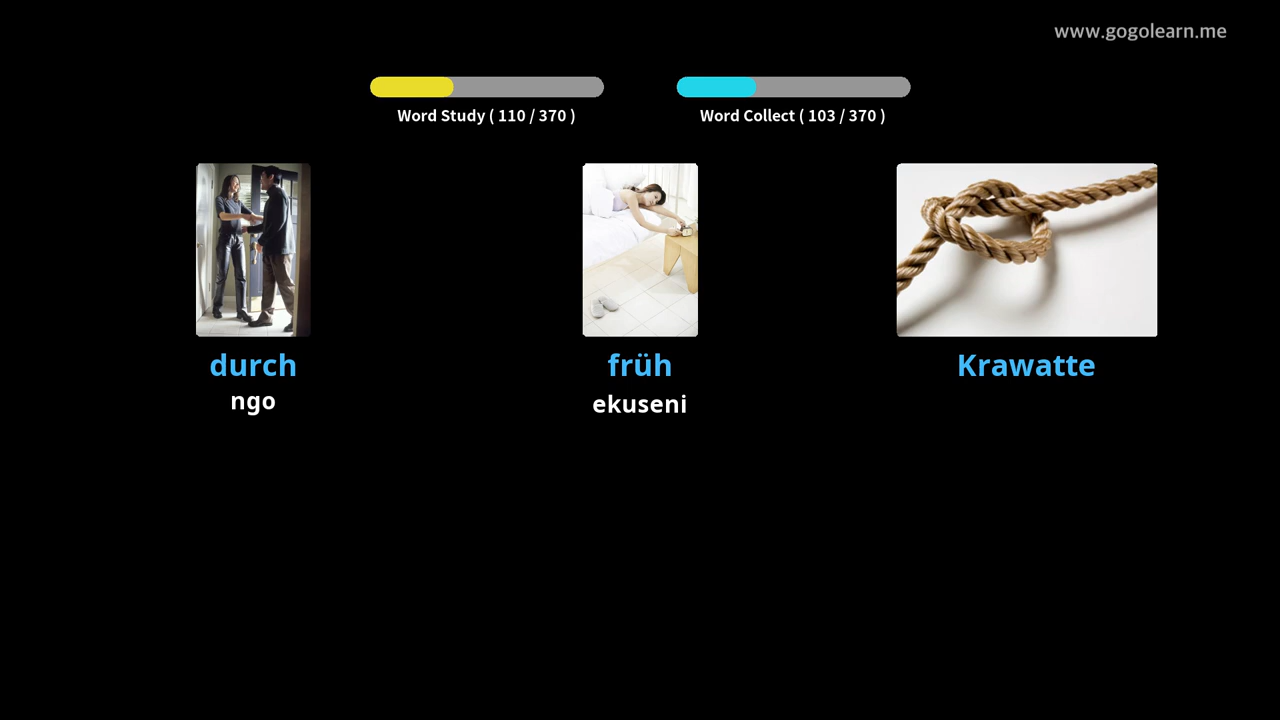 www.gogolearn.me
Word Study ( 110 / 370 )
Word Collect ( 103 / 370 )
durch
ngo
früh
ekuseni
Krawatte